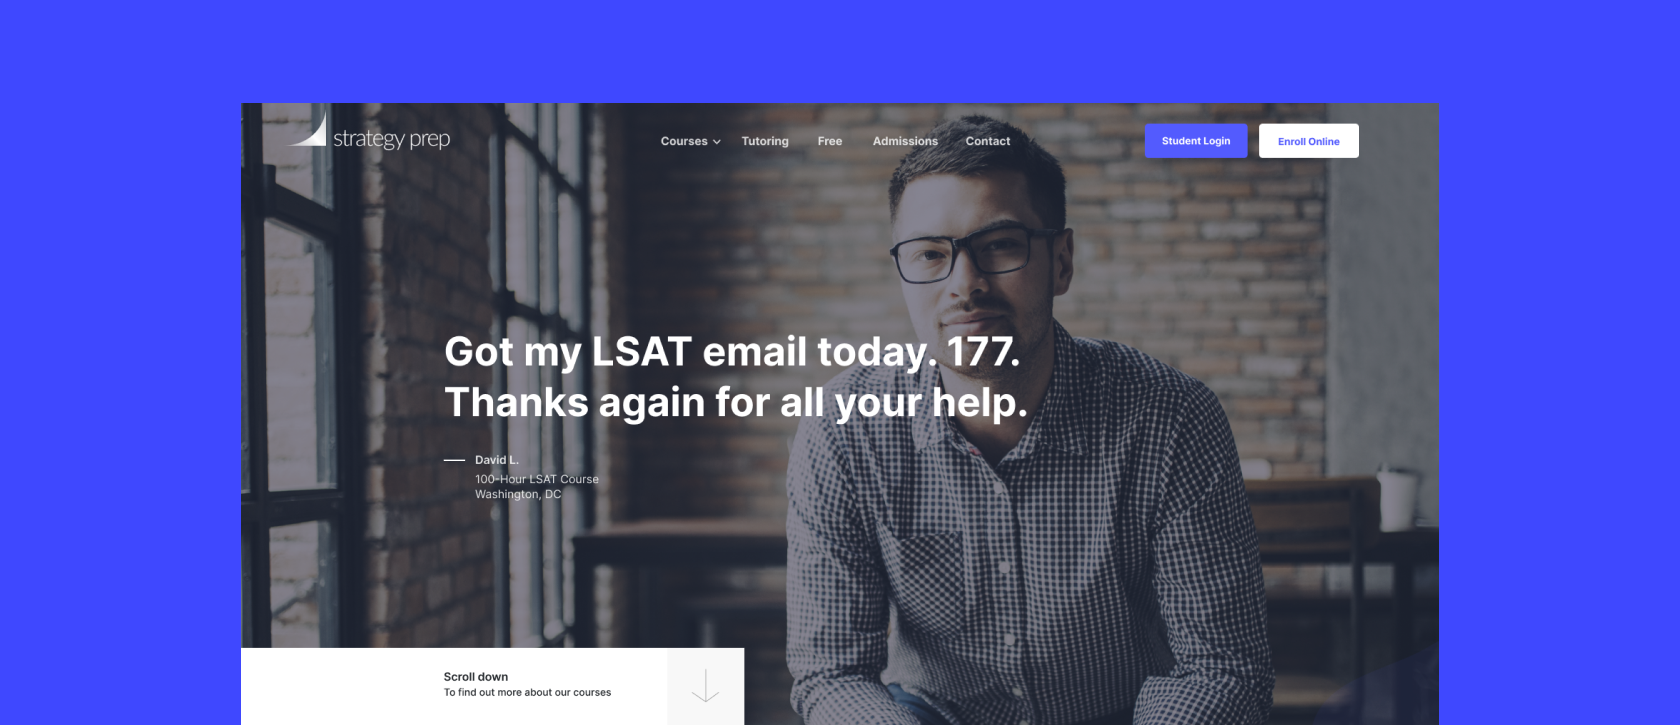 strategy prep
Courses
Tutoring
Free
Admissions
Contact
Student Login
Enroll Online
Got my LSAT email today. 177.
Thanks again for all your help.
David L.
100-Hour LSAT Course
Washington, DC
Scroll down
To find out more about our courses